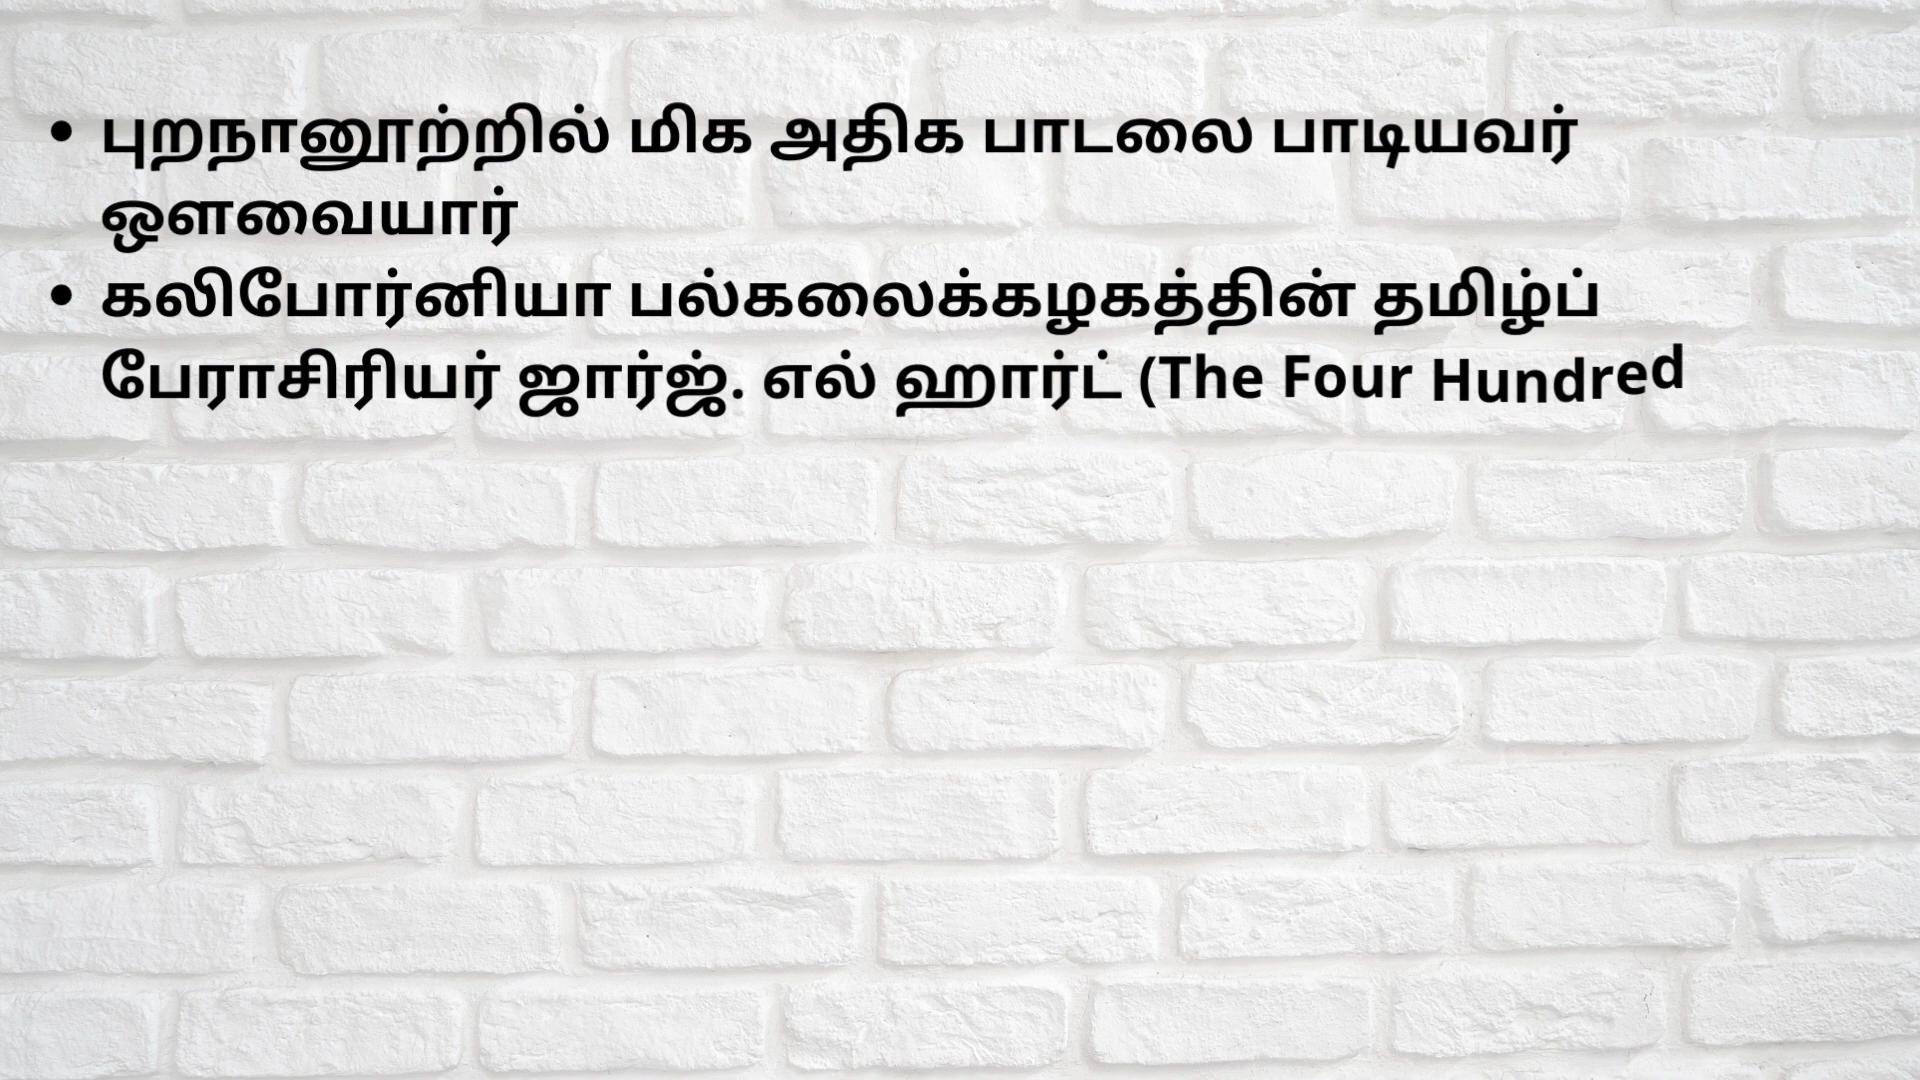 • புறநானூற்றில் மிக அதிக பாடலை பாடியவர்
ஔவையார்
• கலிபோர்னியா பல்கலைக்கழகத்தின் தமிழ்ப்
பேராசிரியர் ஜார்ஜ். எல் ஹார்ட் (The Four Hundred